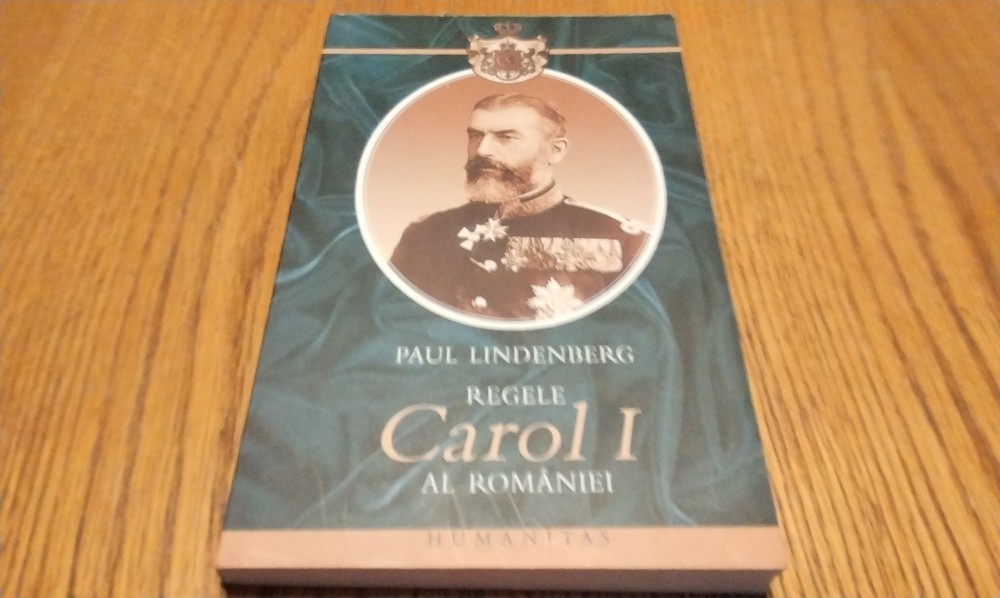 PAUL LINDENBERG
REGELE
Carol I
AL ROMÂNIEI
HUMANITAS